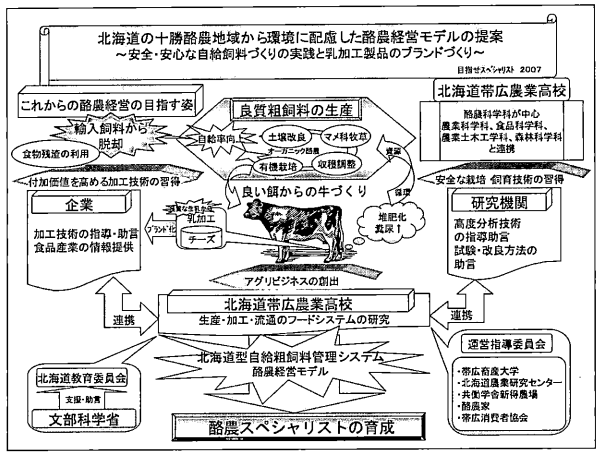 北海道の十勝酪農地域から環境に配慮した酪農経営モデルの提案
～安全・安心な自給飼料づくりの実践と乳加工製品のブランドづくり～
目指せスペシャリスト 2007
これからの酪農経営の目指す姿
輸入飼料から
脱却
食物残渣の利用
良質粗飼料の生産
自給率向上
土壌改良
マメ科牧草
オーガニック酪農
有機栽培
収穫調整
北海道帯広農業高校
酪農科学科が中心
農業科学科、食品科学科、
農業土木工学科、森林科学科
と連携
資源
循環
付加価値を高める加工技術の習得
良い餌からの牛づくり
安全な栽培・飼育技術の習得
企業
加工技術の指導・助言
食品産業の情報提供
乳加工
ブランド化
チーズ
堆肥化
糞尿↑
研究機関
高度分析技術
の指導助言
試験・改良方法の
助言
アグリビジネスの創出
連携
北海道帯広農業高校
生産・加工・流通のフードシステムの研究
連携
北海道型自給粗飼料管理システム
酪農経営モデル
北海道教育委員会
支援・助言
文部科学省
運営指導委員会
・帯広畜産大学
・北海道農業研究センター
・共働学舎新得農場
・酪農家
・帯広消費者協会
酪農スペシャリストの育成